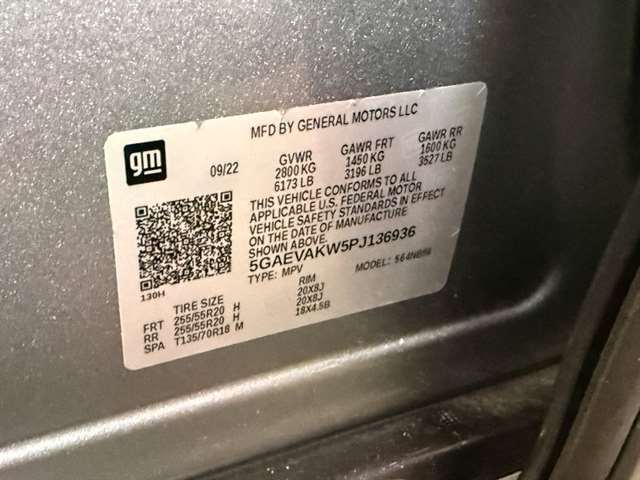 MFD BY GENERAL MOTORS LLC
gm
09/22
GVWR GAWR FRT GAWR RR
2800 KG 1450 KG 1600 KG
6173 LB 3196 LB 3527 LB
THIS VEHICLE CONFORMS TO ALL
APPLICABLE U.S. FEDERAL MOTOR
VEHICLE SAFETY STANDARDS IN EFFECT
ON THE DATE OF MANUFACTURE
SHOWN ABOVE.
5GAEVAKW5PJ136936
TYPE: MPV MODEL:
130H
TIRE SIZE RIM
FRT 255/55R20 H 20X8J
RR 255/55R20 H 20X8J
SPA T135/70R18 M 18X4.5B